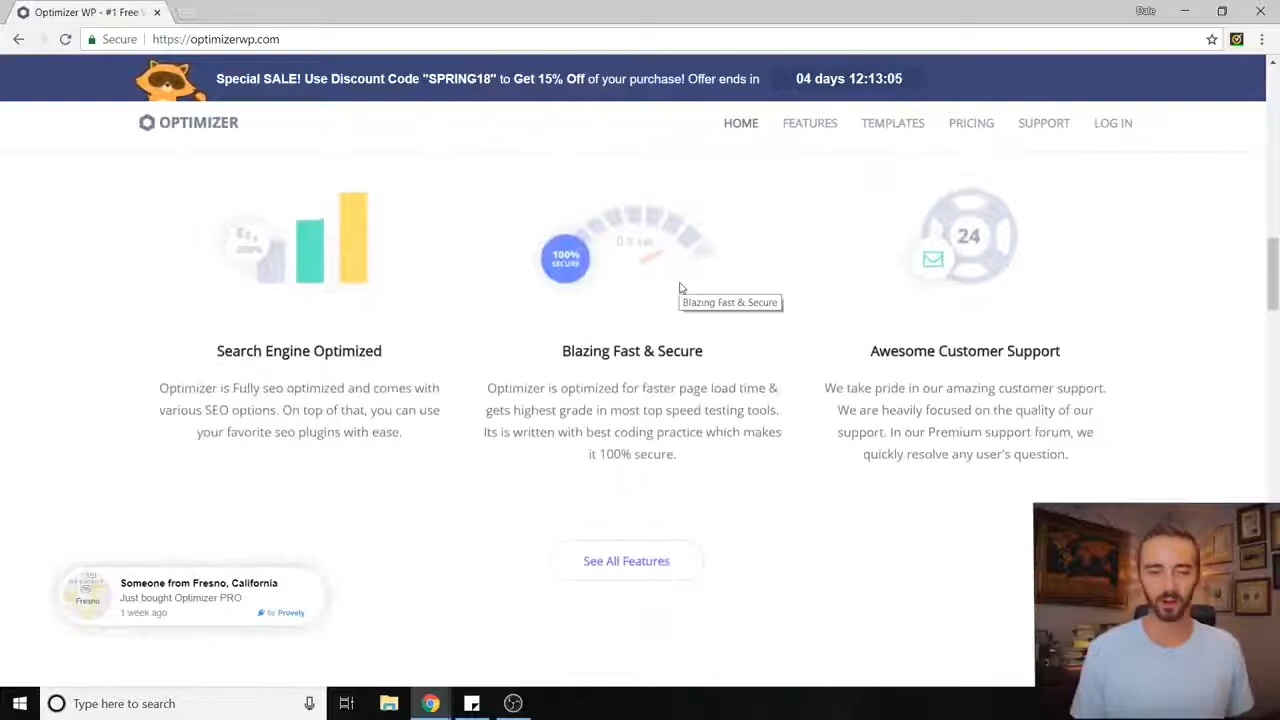 Optimizer WP - #1 Free
Dale
Secure
https://optimizerwp.com
Special SALE! Use Discount Code "SPRING18" to Get 15% Off of your purchase! Offer ends in
04 days 12:13:05
OPTIMIZER
HOME
FEATURES
TEMPLATES
PRICING
SUPPORT
LOG IN
200%
100%
SECURE
24
Blazing Fast & Secure
Search Engine Optimized
Optimizer is Fully seo optimized and comes with
various SEO options. On top of that, you can use
your favorite seo plugins with ease.
Blazing Fast & Secure
Optimizer is optimized for faster page load time &
gets highest grade in most top speed testing tools.
Its is written with best coding practice which makes
it 100% secure.
Awesome Customer Support
We take pride in our amazing customer support.
We are heavily focused on the quality of our
support. In our Premium support forum, we
quickly resolve any user's question.
See All Features
Fresno
Someone from Fresno, California
Just bought Optimizer PRO
1 week ago
by Provely
Type here to search